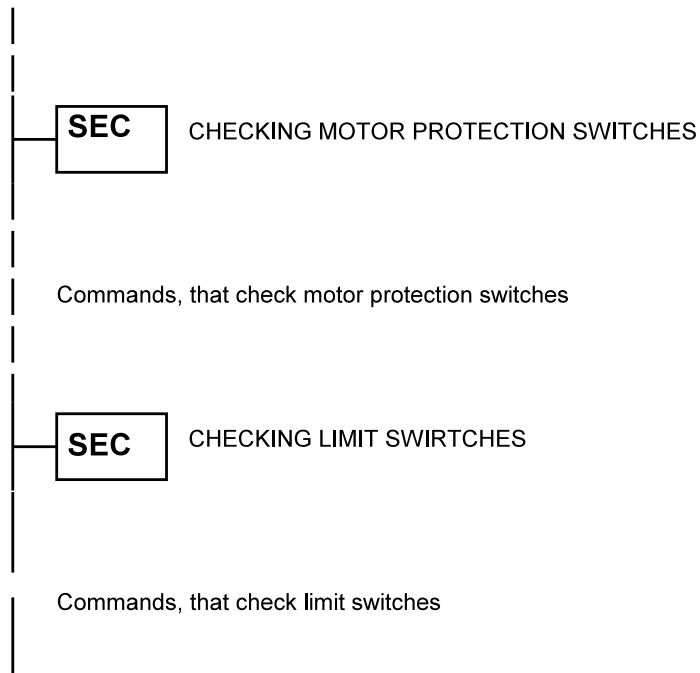 SEC CHECKING MOTOR PROTECTION SWITCHES
Commands, that check motor protection switches
SEC CHECKING LIMIT SWIRTCHES
Commands, that check limit switches